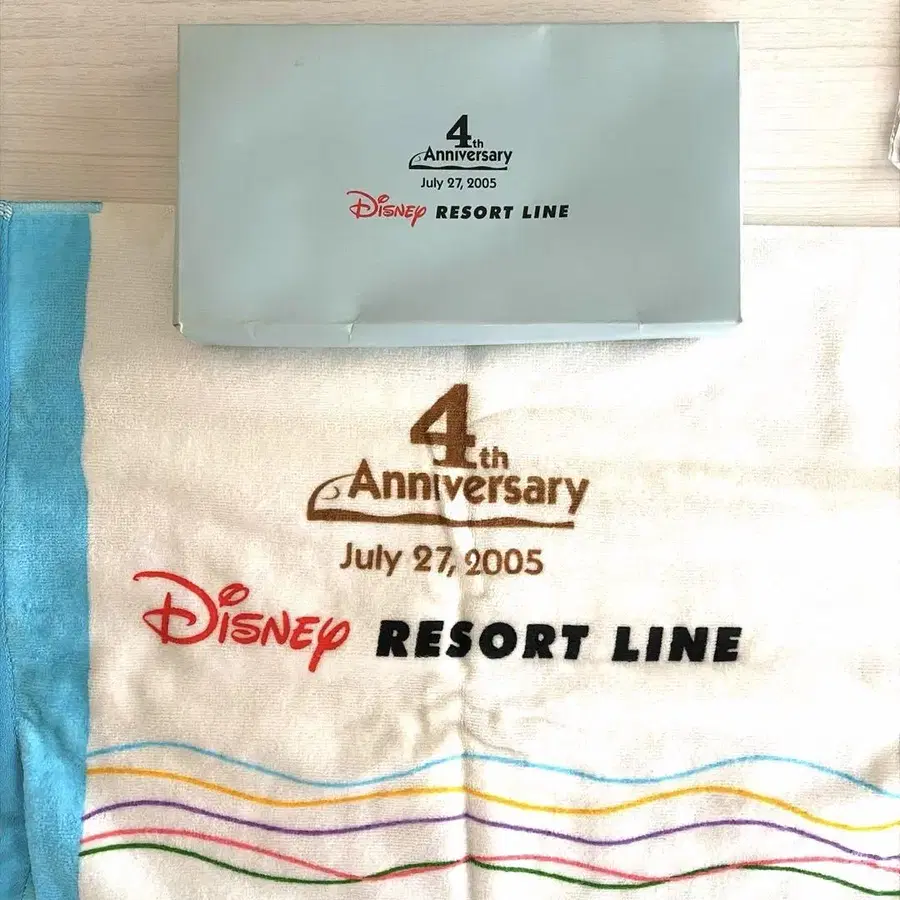 4th
Anniversary
July 27, 2005
Disney RESORT LINE
4th
Anniversary
July 27, 2005
Disney RESORT LINE